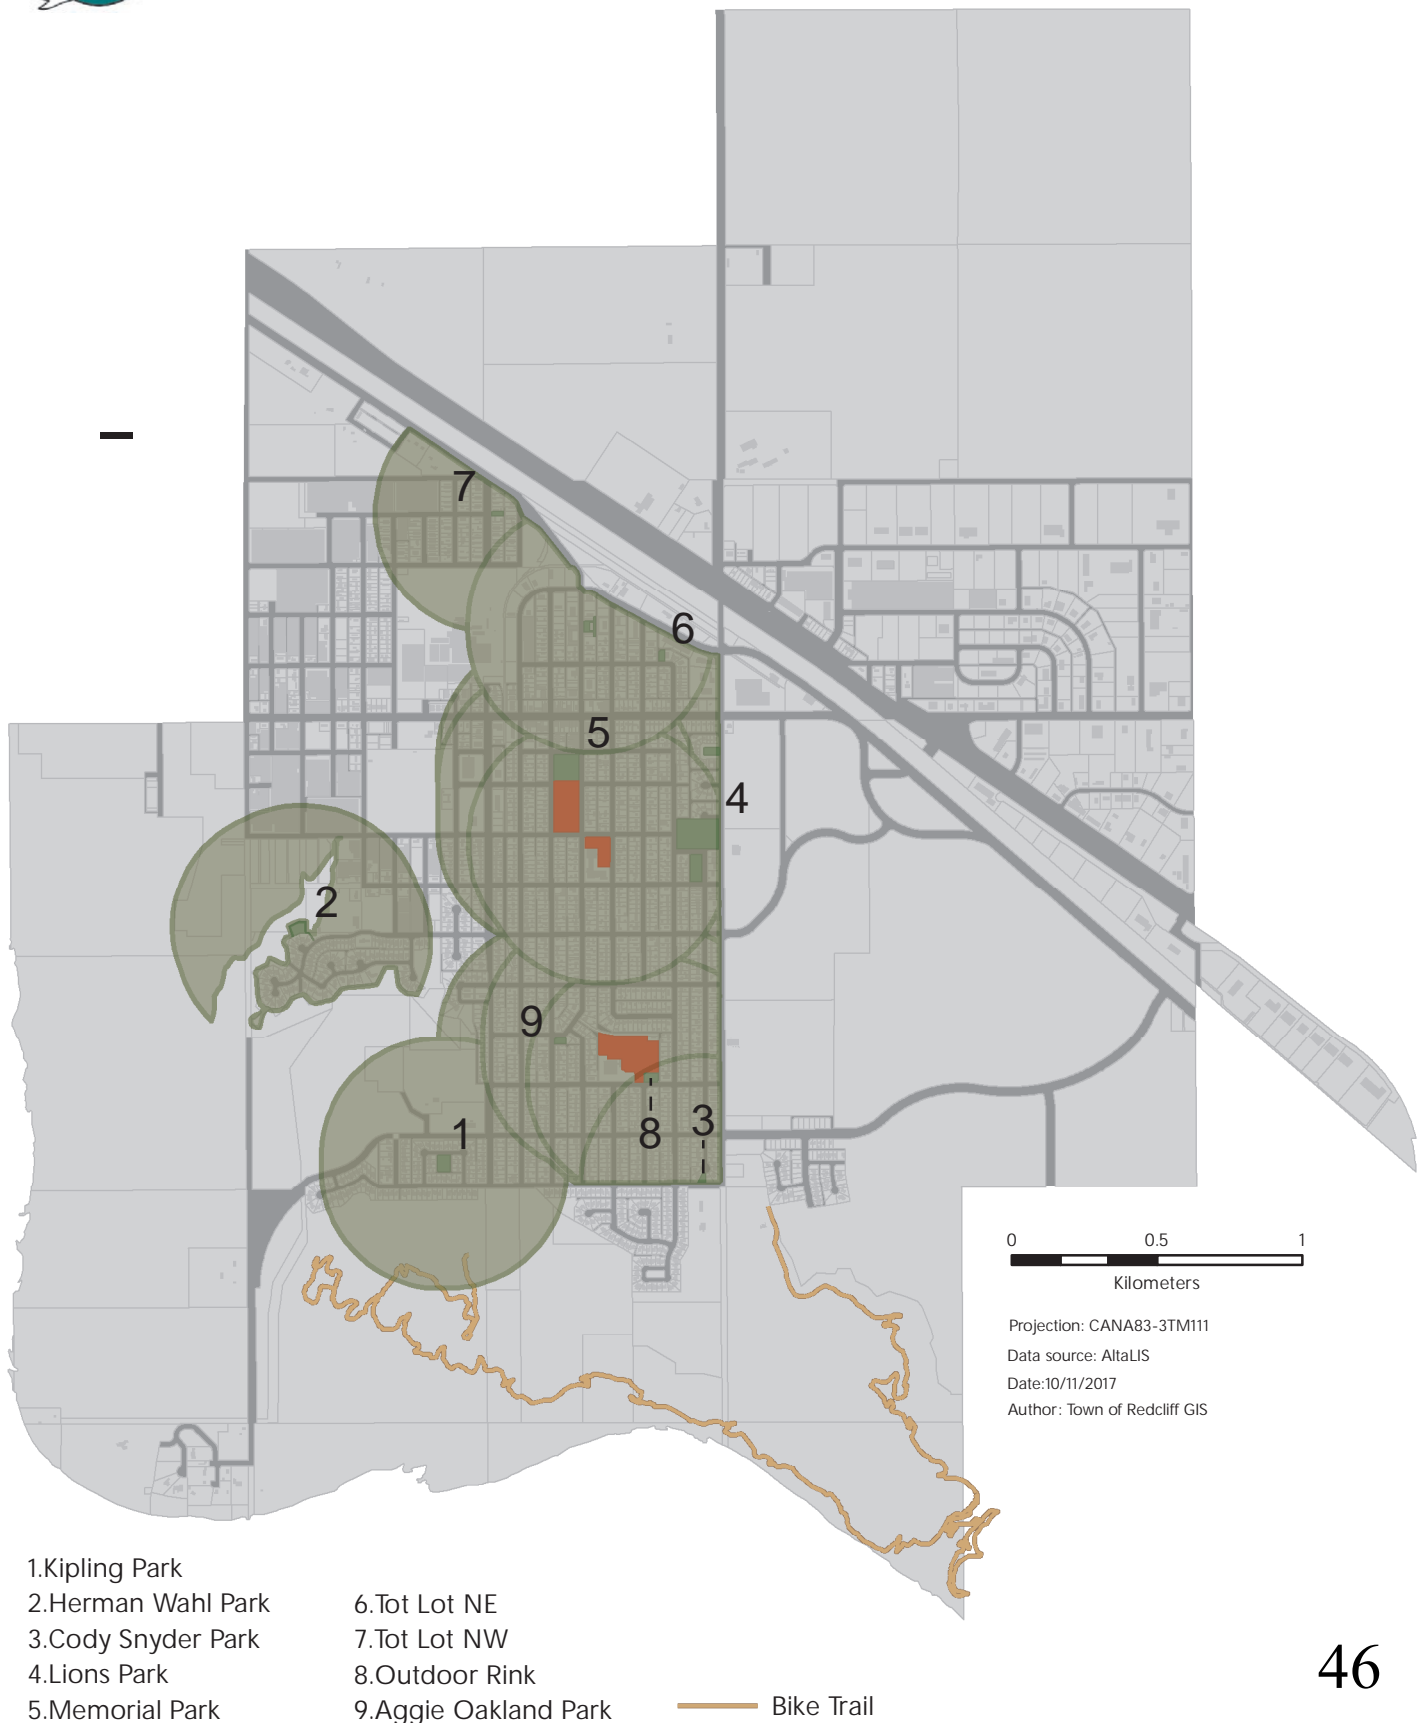 7
6
5
4
2
9
1
8
3
0 0.5 1
Kilometers
Projection: CANA83-3TM111
Data source: AltaLIS
Date:10/11/2017
Author: Town of Redcliff GIS
1.Kipling Park
2.Herman Wahl Park
3.Cody Snyder Park
4.Lions Park
5.Memorial Park
6.Tot Lot NE
7.Tot Lot NW
8.Outdoor Rink
9.Aggie Oakland Park
Bike Trail
46